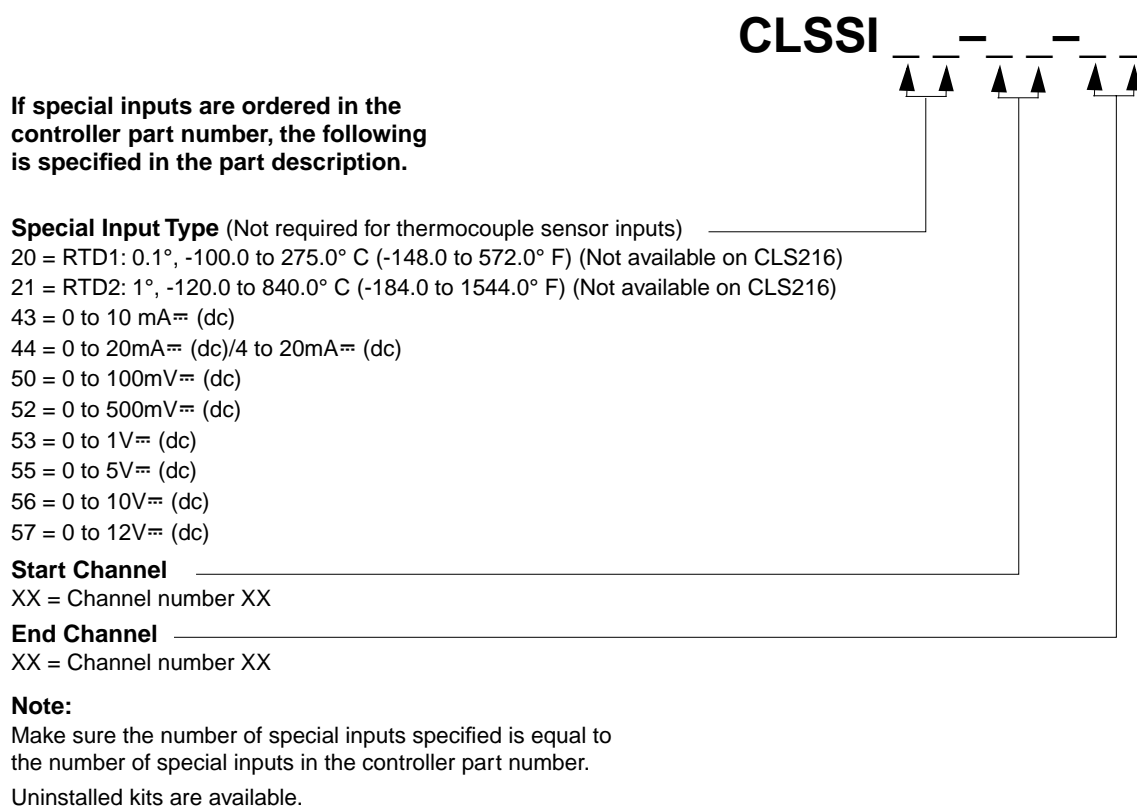 CLSSI _ _ – _ _ – _ _
If special inputs are ordered in the
controller part number, the following
is specified in the part description.
Special Input Type (Not required for thermocouple sensor inputs)
20 = RTD1: 0.1°, -100.0 to 275.0° C (-148.0 to 572.0° F) (Not available on CLS216)
21 = RTD2: 1°, -120.0 to 840.0° C (-184.0 to 1544.0° F) (Not available on CLS216)
43 = 0 to 10 mA⎓ (dc)
44 = 0 to 20mA⎓ (dc)/4 to 20mA⎓ (dc)
50 = 0 to 100mV⎓ (dc)
52 = 0 to 500mV⎓ (dc)
53 = 0 to 1V⎓ (dc)
55 = 0 to 5V⎓ (dc)
56 = 0 to 10V⎓ (dc)
57 = 0 to 12V⎓ (dc)
Start Channel
XX = Channel number XX
End Channel
XX = Channel number XX
Note:
Make sure the number of special inputs specified is equal to
the number of special inputs in the controller part number.
Uninstalled kits are available.